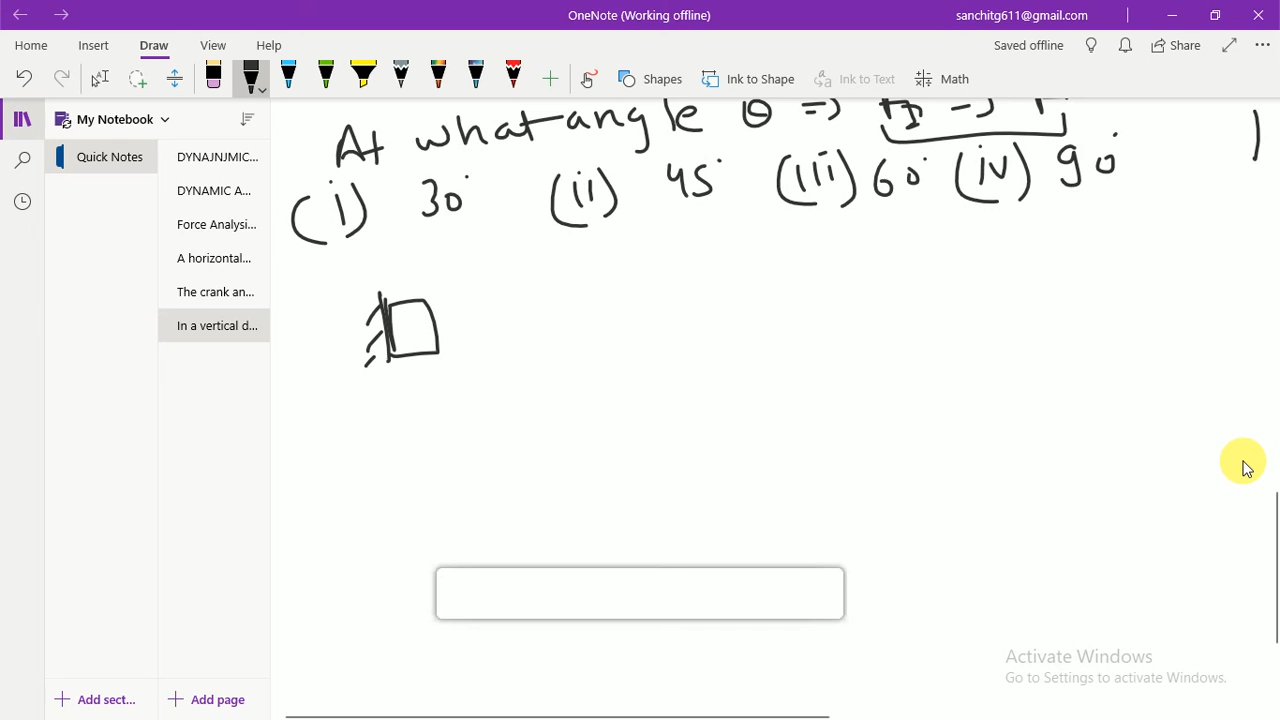 OneNote (Working offline)
sanchitg611@gmail.com
Home Insert Draw View Help
Saved offline
Share
Shapes
Ink to Shape
Ink to Text
Math
My Notebook
Quick Notes
DYNAJNJMIC...
DYNAMIC A...
Force Analysi...
A horizontal...
The crank an...
In a vertical d...
At what angle θ =>
(i) 30° (ii) 45° (iii) 60° (iv) 90°
Activate Windows
Go to Settings to activate Windows.
Add sect...
Add page